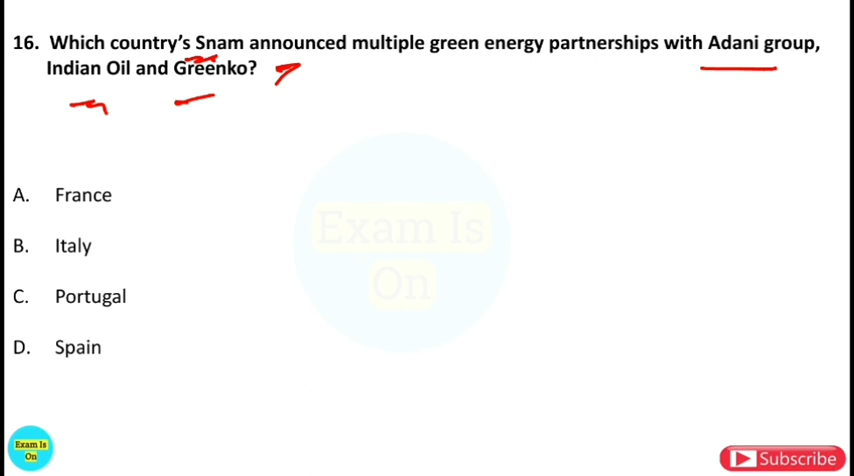 16. Which country's Snam announced multiple green energy partnerships with Adani group,
Indian Oil and Greenko?
A. France
B. Italy
C. Portugal
D. Spain
Exam Is
On
Exam Is
On
Subscribe